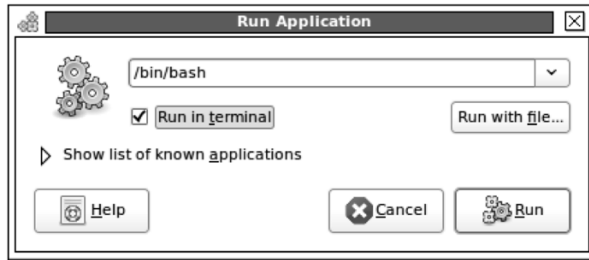 Run Application
/bin/bash
Run in terminal
Run with file...
Show list of known applications
Help
Cancel
Run